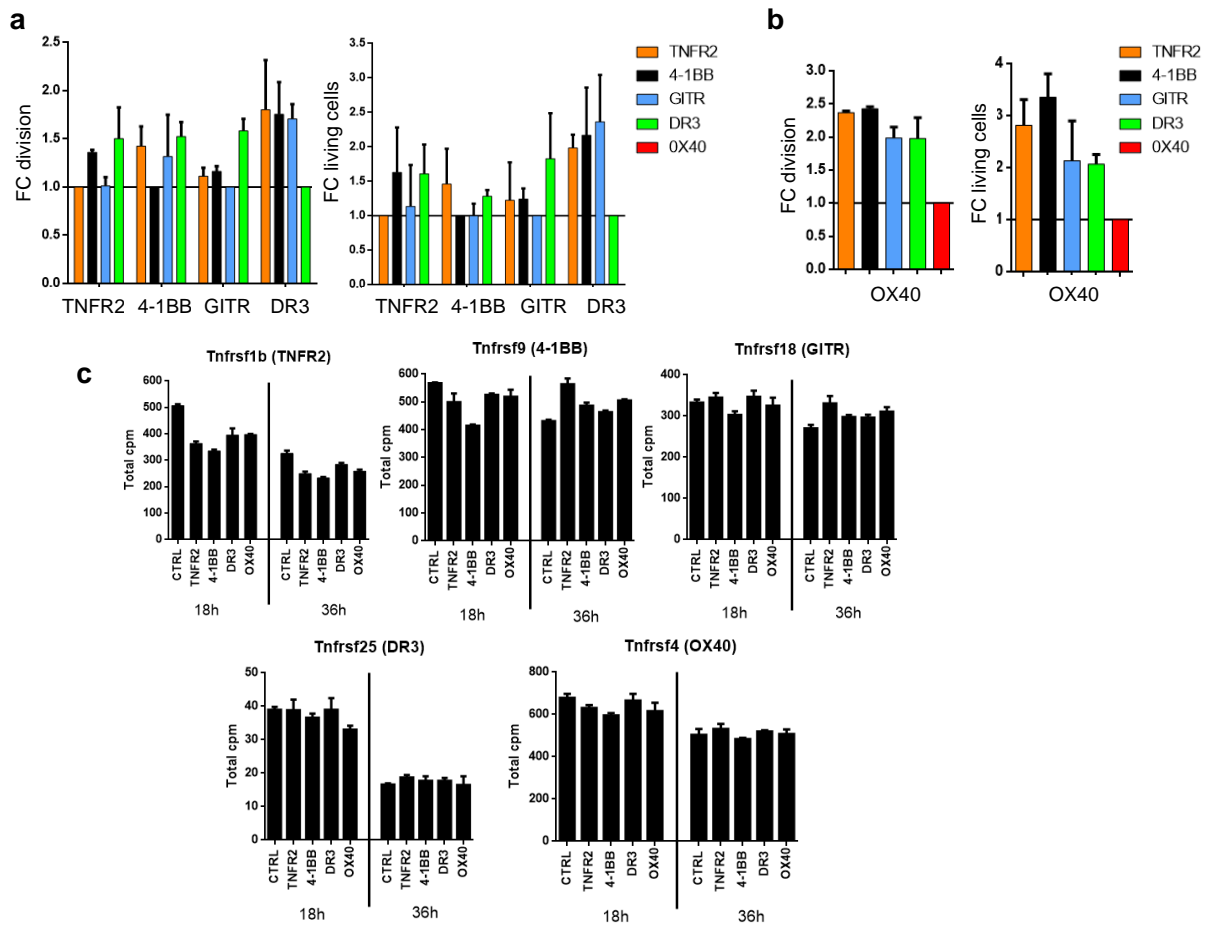 a
2.5
2.0
1.5
1.0
0.5
0.0
FC division
TNFR2 4-1BB GITR DR3
3.5
3.0
2.5
2.0
1.5
1.0
0.5
0.0
FC living cells
TNFR2 4-1BB GITR DR3
TNFR2
4-1BB
GITR
DR3
0X40
b
3.0
2.5
2.0
1.5
1.0
0.5
0.0
FC division
OX40
4
3
2
1
0
FC living cells
OX40
TNFR2
4-1BB
GITR
DR3
0X40
c
Tnfrsf1b (TNFR2)
600
500
400
300
200
100
0
Total cpm
CTRL TNFR2 4-1BB DR3 OX40 CTRL TNFR2 4-1BB DR3 OX40
18h 36h
Tnfrsf9 (4-1BB)
600
500
400
300
200
100
0
Total cpm
CTRL TNFR2 4-1BB DR3 OX40 CTRL TNFR2 4-1BB DR3 OX40
18h 36h
Tnfrsf18 (GITR)
400
300
200
100
0
Total cpm
CTRL TNFR2 4-1BB DR3 OX40 CTRL TNFR2 4-1BB DR3 OX40
18h 36h
Tnfrsf25 (DR3)
50
40
30
20
10
0
Total cpm
CTRL TNFR2 4-1BB DR3 OX40 CTRL TNFR2 4-1BB DR3 OX40
18h 36h
Tnfrsf4 (OX40)
800
600
400
200
0
Total cpm
CTRL TNFR2 4-1BB DR3 OX40 CTRL TNFR2 4-1BB DR3 OX40
18h 36h